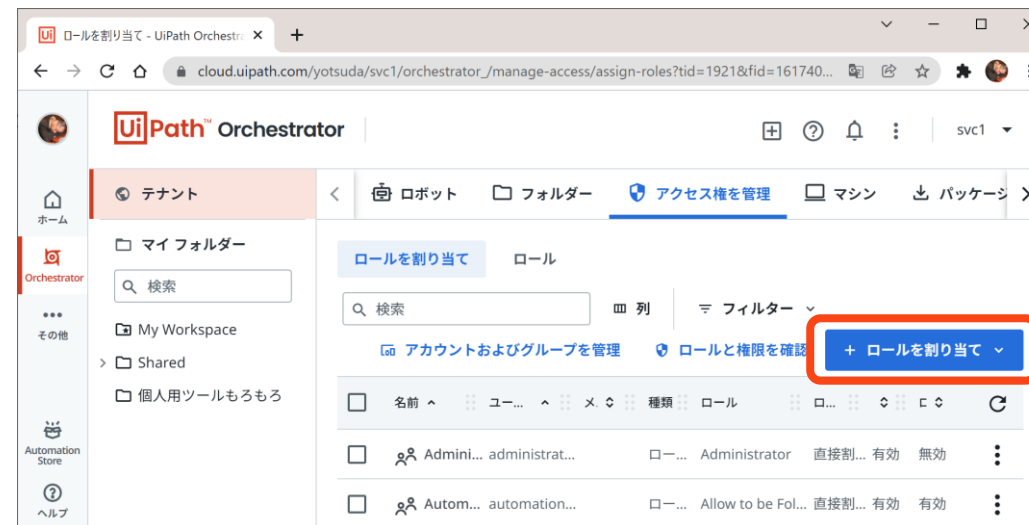 Ui ロールを割り当て - UiPath Orchestr
cloud.uipath.com/yotsuda/svc1/orchestrator_/manage-access/assign-roles?tid=1921&fid=161740...
UiPath™ Orchestrator
svc1
ホーム
Orchestrator
その他
Automation
Store
ヘルプ
テナント
マイ フォルダー
検索
My Workspace
Shared
個人用ツールもろもろ
ロボット フォルダー アクセス権を管理 マシン パッケージ
ロールを割り当て ロール
検索 列 フィルター
+ ロールを割り当て
アカウントおよびグループを管理 ロールと権限を確認
名前 ユー... メ. 種類 ロール ロ... ロ
Admini... administrat... ロー... Administrator 直接割... 有効 無効
Autom... automation... ロー... Allow to be Fol... 直接割... 有効 有効